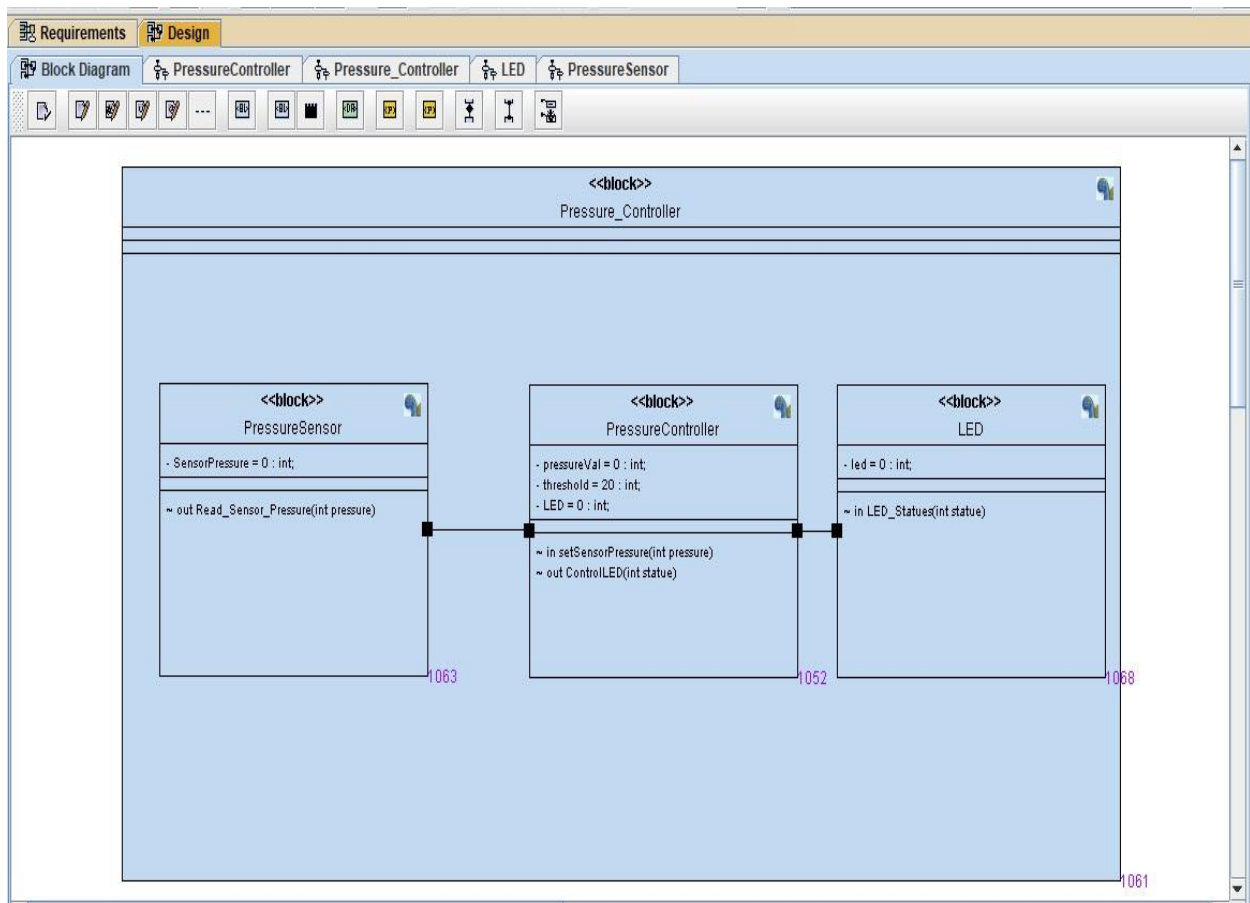 Requirements Design
Block Diagram PressureController Pressure_Controller LED PressureSensor
<<block>>
Pressure_Controller
<<block>>
PressureSensor
- SensorPressure = 0 : int;
~ out Read_Sensor_Pressure(int pressure)
1063
<<block>>
PressureController
- pressureVal = 0 : int;
- threshold = 20 : int;
- LED = 0 : int;
~ in setSensorPressure(int pressure)
~ out ControlLED(int statue)
1052
<<block>>
LED
- led = 0 : int;
~ in LED_Statues(int statue)
1068
1061